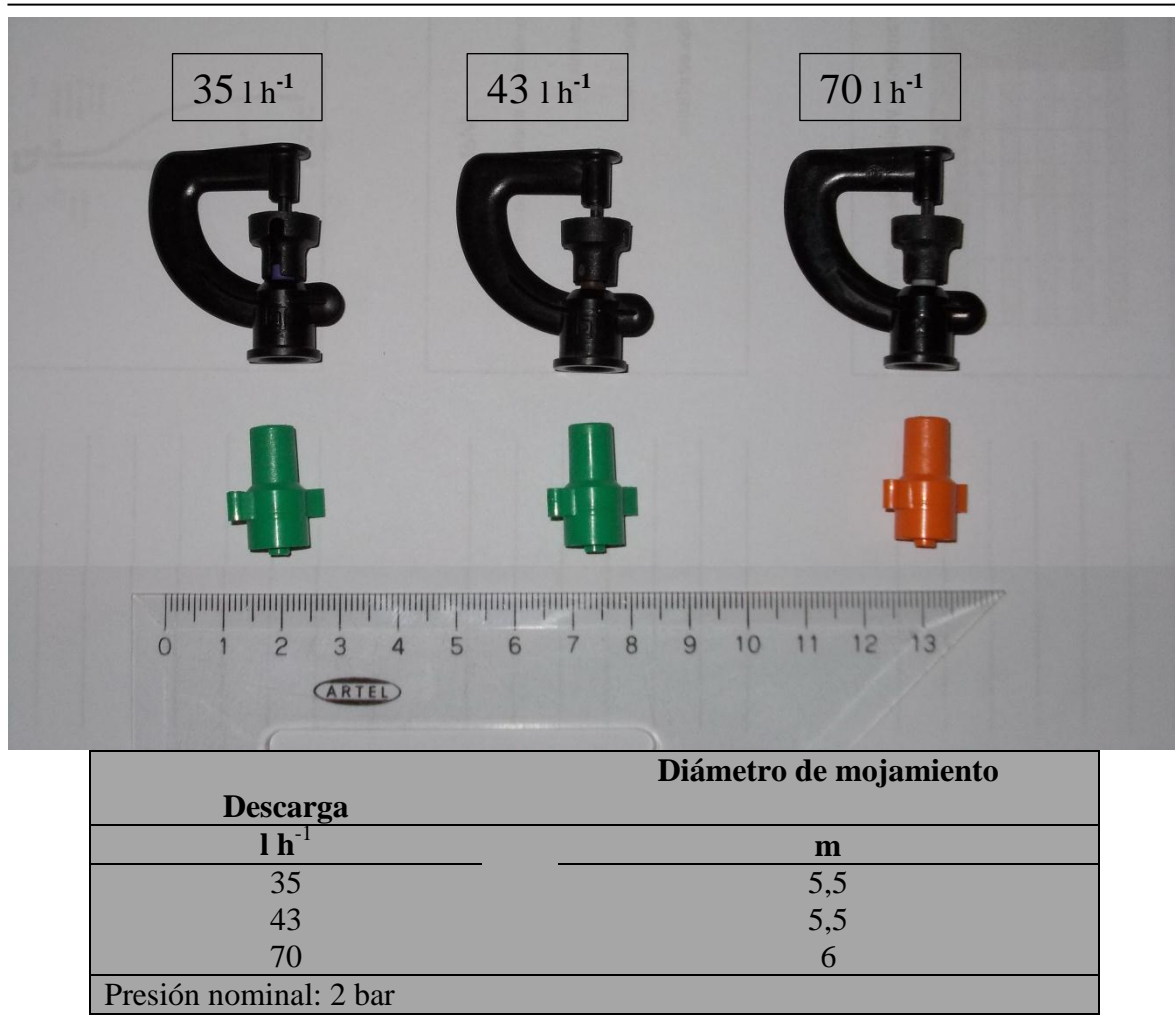 35 l h⁻¹ 43 l h⁻¹ 70 l h⁻¹
0 1 2 3 4 5 6 7 8 9 10 11 12 13
ARTEL
Diámetro de mojamiento
Descarga
l h⁻¹ m
35 5,5
43 5,5
70 6
Presión nominal: 2 bar